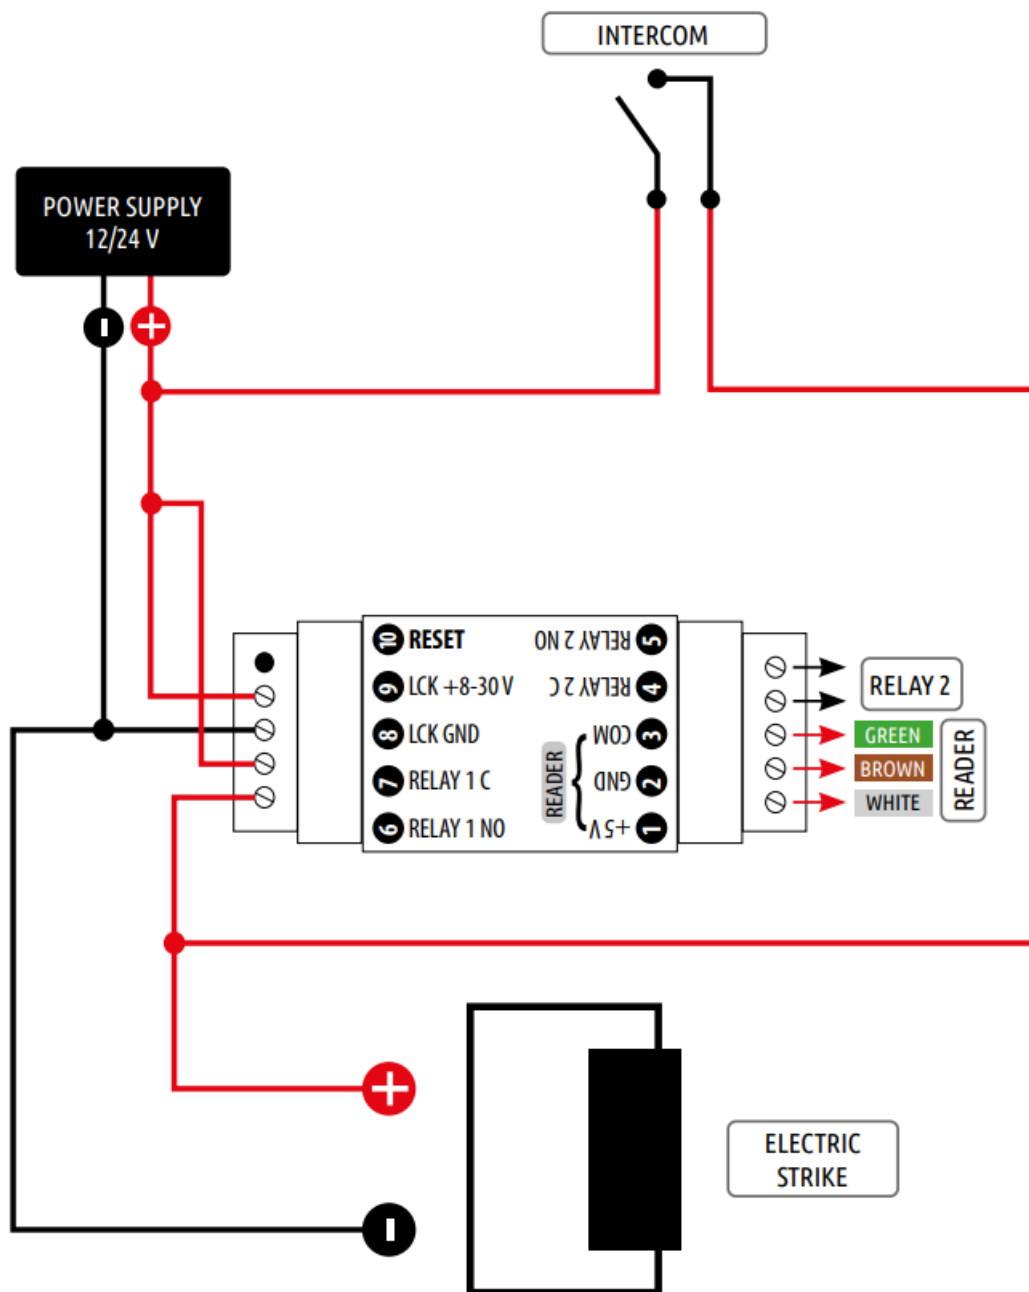 INTERCOM
POWER SUPPLY
12/24 V
10 RESET
9 LCK +8-30 V
8 LCK GND
7 RELAY 1 C
6 RELAY 1 NO
RELAY 2 NO 5
RELAY 2 C 4
COM 3
GND 2
+5V 1
READER
RELAY 2
GREEN
BROWN
WHITE
READER
ELECTRIC
STRIKE